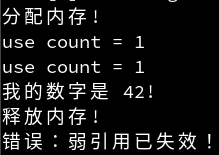 分配内存!
use count = 1
use count = 1
我的数字是 42!
释放内存!
错误：弱引用已失效！